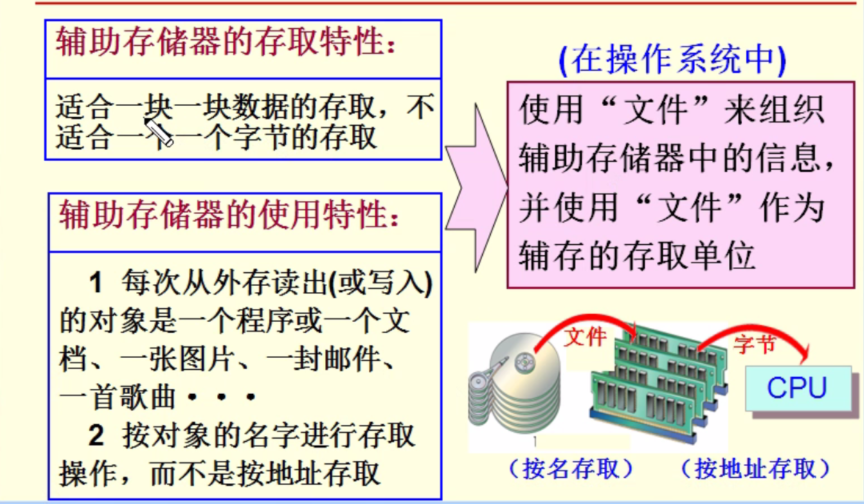 辅助存储器的存取特性：
适合一块一块数据的存取，不
适合一个一个字节的存取
辅助存储器的使用特性：
1 每次从外存读出(或写入)
的对象是一个程序或一个文
档、一张图片、一封邮件、
一首歌曲・・・
2 按对象的名字进行存取
操作，而不是按地址存取
(在操作系统中)
使用“文件”来组织
辅助存储器中的信息，
并使用“文件”作为
辅存的存取单位
文件
字节
CPU
（按名存取）
（按地址存取）